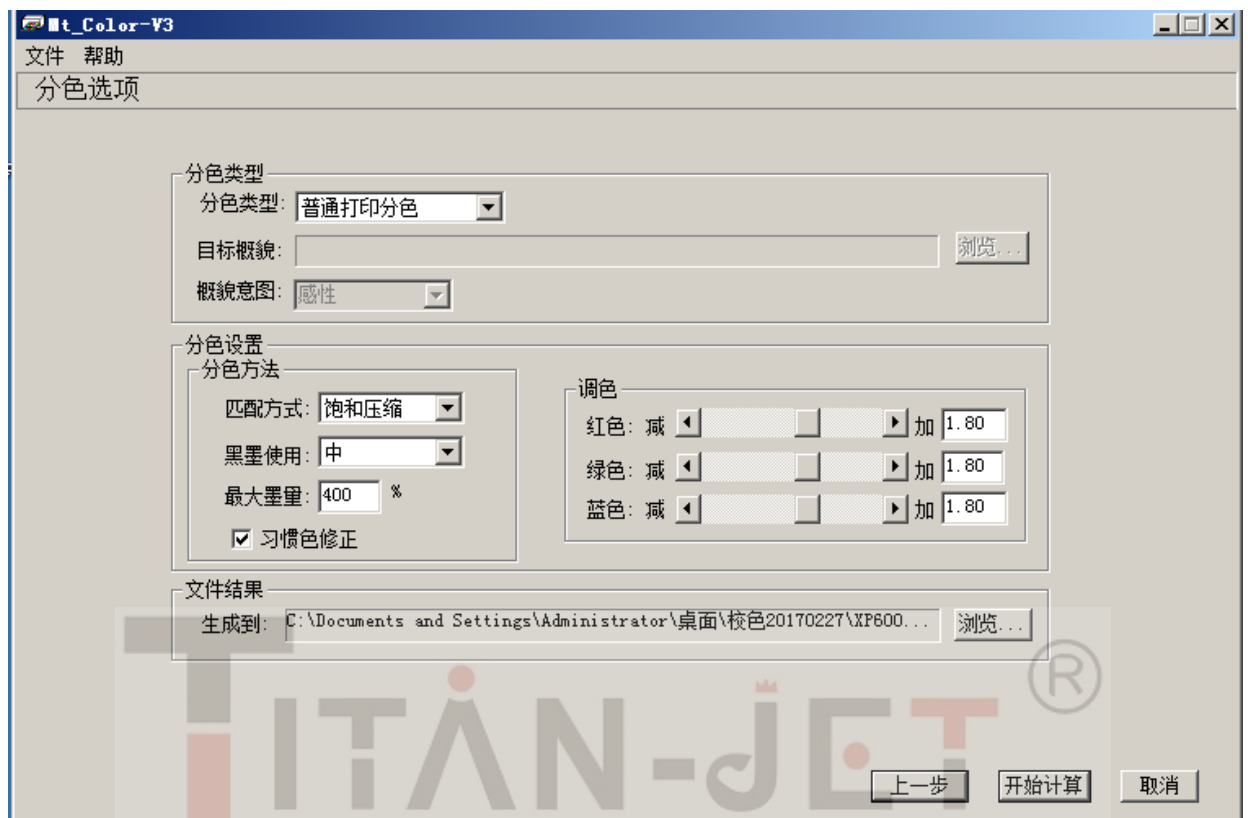 Mt_Color-V3
文件 帮助
分色选项
分色类型
分色类型: 普通打印分色
目标概貌: 浏览...
概貌意图: 感性
分色设置
分色方法
匹配方式: 饱和压缩
黑墨使用: 中
最大墨量: 400 %
习惯色修正
调色
红色: 减 加 1.80
绿色: 减 加 1.80
蓝色: 减 加 1.80
文件结果
生成到: C:\Documents and Settings\Administrator\桌面\校色20170227\XP600... 浏览...
TITAN-JET®
上一步 开始计算 取消